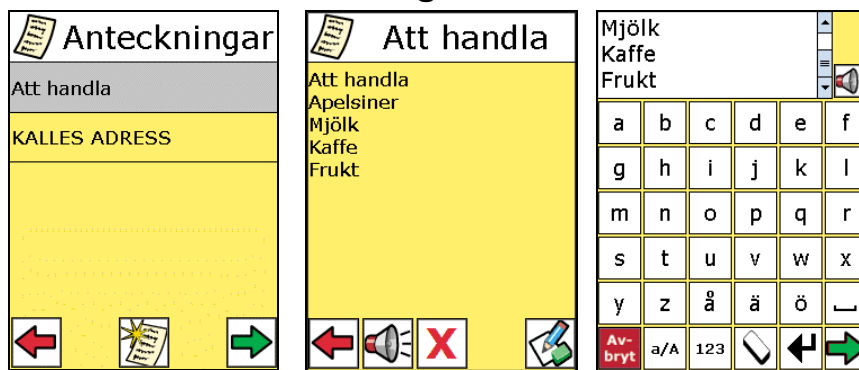 Anteckningar
Att handla
KALLES ADRESS
Att handla
Att handla
Apelsiner
Mjölk
Kaffe
Frukt
Mjölk
Kaffe
Frukt
a b c d e f
g h i j k l
m n o p q r
s t u v w x
y z å ä ö
Av-
bryt a/A 123